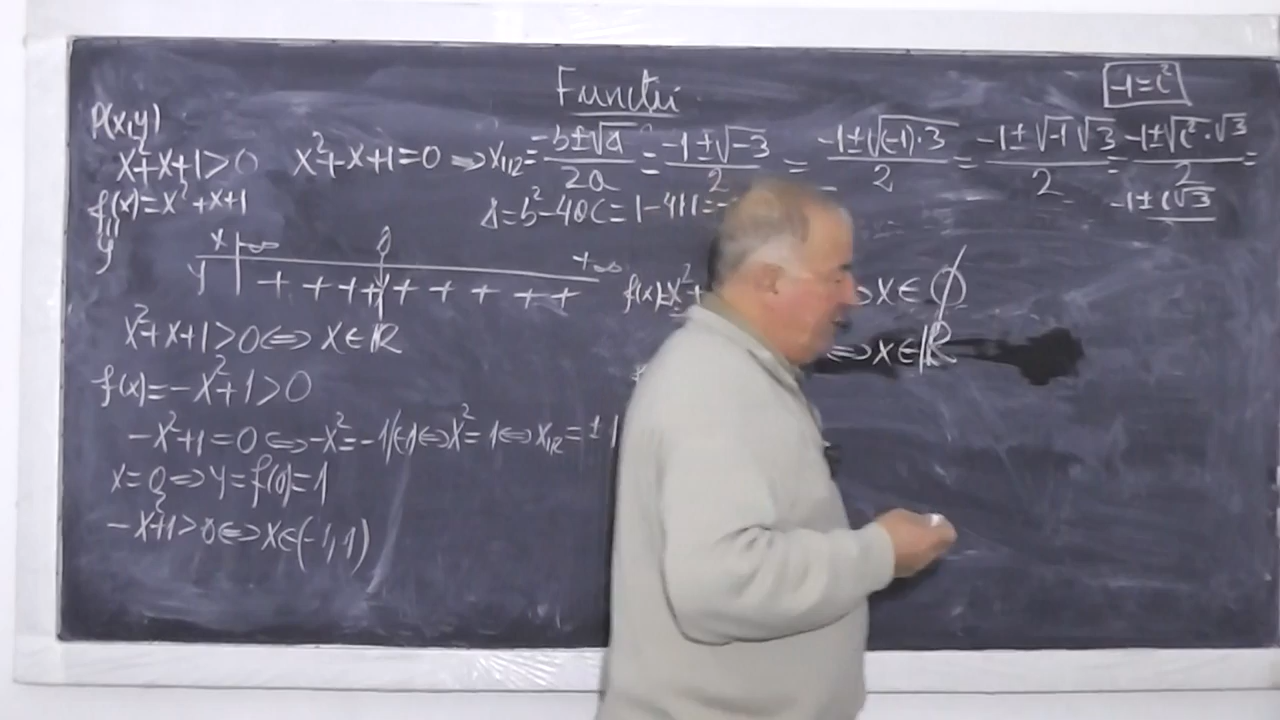 Functii
-1=i²
P(x,y)
x²+x+1>0 x²+x+1=0 => x₁,₂= (-b±√Δ)/2a = (-1±√-3)/2 = (-1±√(-1)·3)/2 = (-1±√-1 √3)/2 = (-1±√i²·√3)/2 =
-1±i√3
f(x)=x²+x+1 Δ=b²-4ac=1-4·1·1=
y
x -∞ 0 +∞
y + + + + + + + + +
f(x)=x²+ => x∈∅
x²+x+1>0 <=> x∈ℝ <=> x∈ℝ
f(x)=-x²+1>0
-x²+1=0 <=> -x²=-1/(-1) <=> x²=1 <=> x₁,₂=±1
x=0 => y=f(0)=1
-x²+1>0 <=> x∈(-1,1)